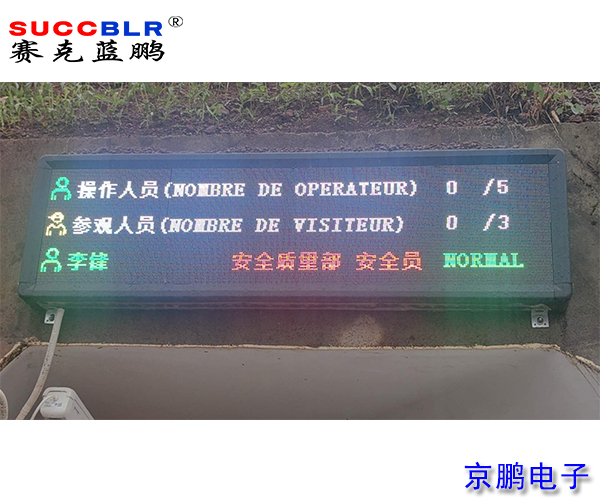 SUCCBLR®
赛克蓝鹏
操作人员(NOMBRE DE OPERATEUR) 0 /5
参观人员(NOMBRE DE VISITEUR) 0 /3
李锋 安全质量部 安全员 NORMAL
京鹏电子